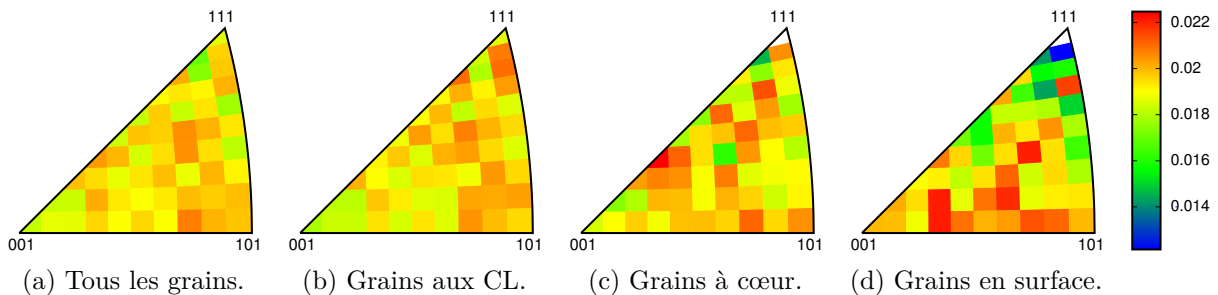 111 111 111 111
0.022
0.02
0.018
0.016
0.014
001 101 001 101 001 101 001 101
(a) Tous les grains. (b) Grains aux CL. (c) Grains à cœur. (d) Grains en surface.